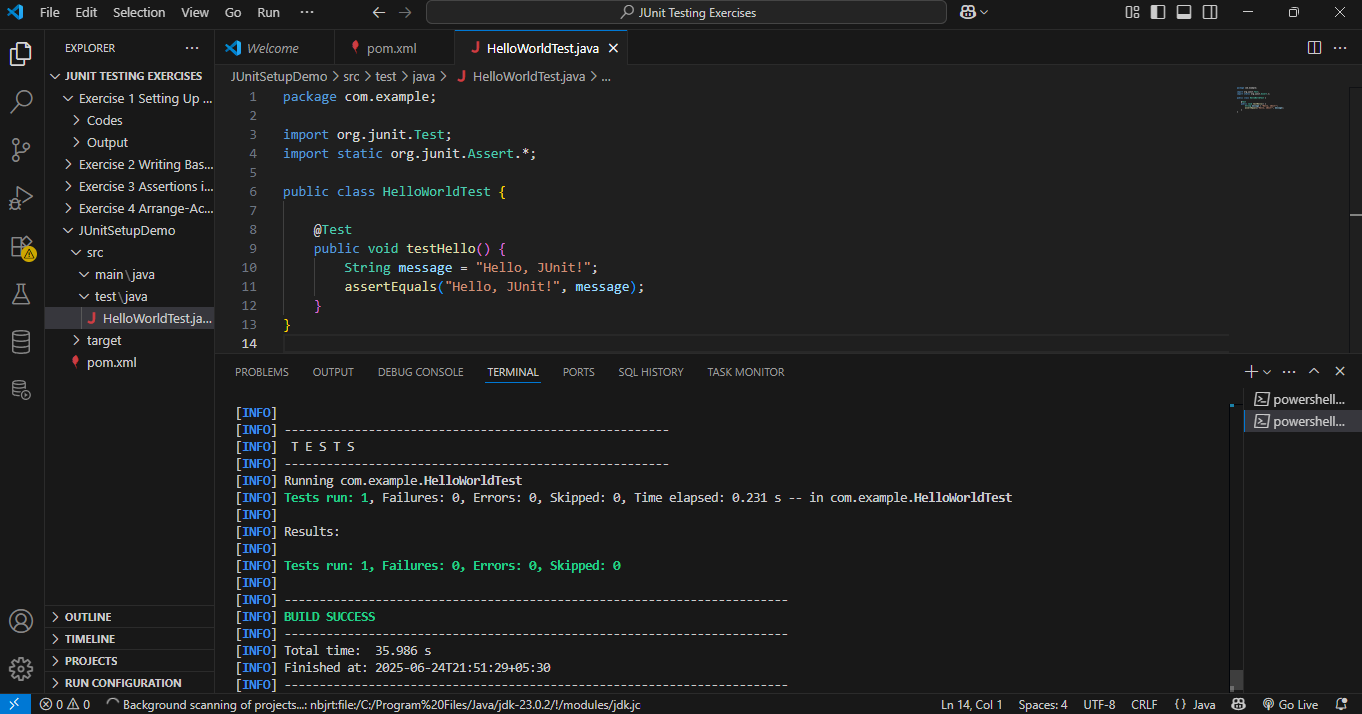 File Edit Selection View Go Run ··· JUnit Testing Exercises
EXPLORER ···
JUNIT TESTING EXERCISES
Exercise 1 Setting Up ...
Codes
Output
Exercise 2 Writing Bas...
Exercise 3 Assertions i...
Exercise 4 Arrange-Ac...
JUnitSetupDemo
src
main\java
test\java
HelloWorldTest.ja...
target
pom.xml
OUTLINE
TIMELINE
PROJECTS
RUN CONFIGURATION
Welcome pom.xml HelloWorldTest.java
JUnitSetupDemo > src > test > java > HelloWorldTest.java > ...
1 package com.example;
2
3 import org.junit.Test;
4 import static org.junit.Assert.*;
5
6 public class HelloWorldTest {
7
8 @Test
9 public void testHello() {
10 String message = "Hello, JUnit!";
11 assertEquals("Hello, JUnit!", message);
12 }
13 }
14
PROBLEMS OUTPUT DEBUG CONSOLE TERMINAL PORTS SQL HISTORY TASK MONITOR
powershell...
powershell...
[INFO]
[INFO] -------------------------------------------------------
[INFO]  T E S T S
[INFO] -------------------------------------------------------
[INFO] Running com.example.HelloWorldTest
[INFO] Tests run: 1, Failures: 0, Errors: 0, Skipped: 0, Time elapsed: 0.231 s -- in com.example.HelloWorldTest
[INFO]
[INFO] Results:
[INFO]
[INFO] Tests run: 1, Failures: 0, Errors: 0, Skipped: 0
[INFO]
[INFO] ------------------------------------------------------------------------
[INFO] BUILD SUCCESS
[INFO] ------------------------------------------------------------------------
[INFO] Total time:  35.986 s
[INFO] Finished at: 2025-06-24T21:51:29+05:30
[INFO] ------------------------------------------------------------------------
0 0 Background scanning of projects...: nbjrt:file:/C:/Program%20Files/Java/jdk-23.0.2/!/modules/jdk.jc Ln 14, Col 1 Spaces: 4 UTF-8 CRLF {} Java Go Live